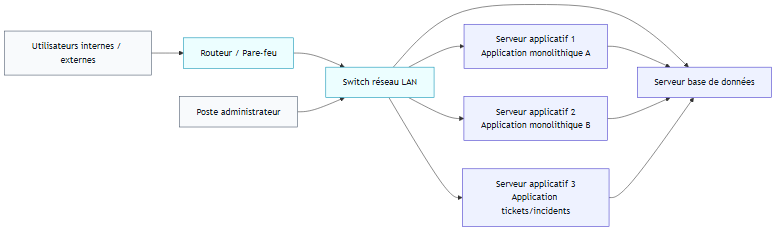 Utilisateurs internes /
externes
Routeur / Pare-feu
Poste administrateur
Switch réseau LAN
Serveur applicatif 1
Application monolithique A
Serveur applicatif 2
Application monolithique B
Serveur applicatif 3
Application
tickets/incidents
Serveur base de données